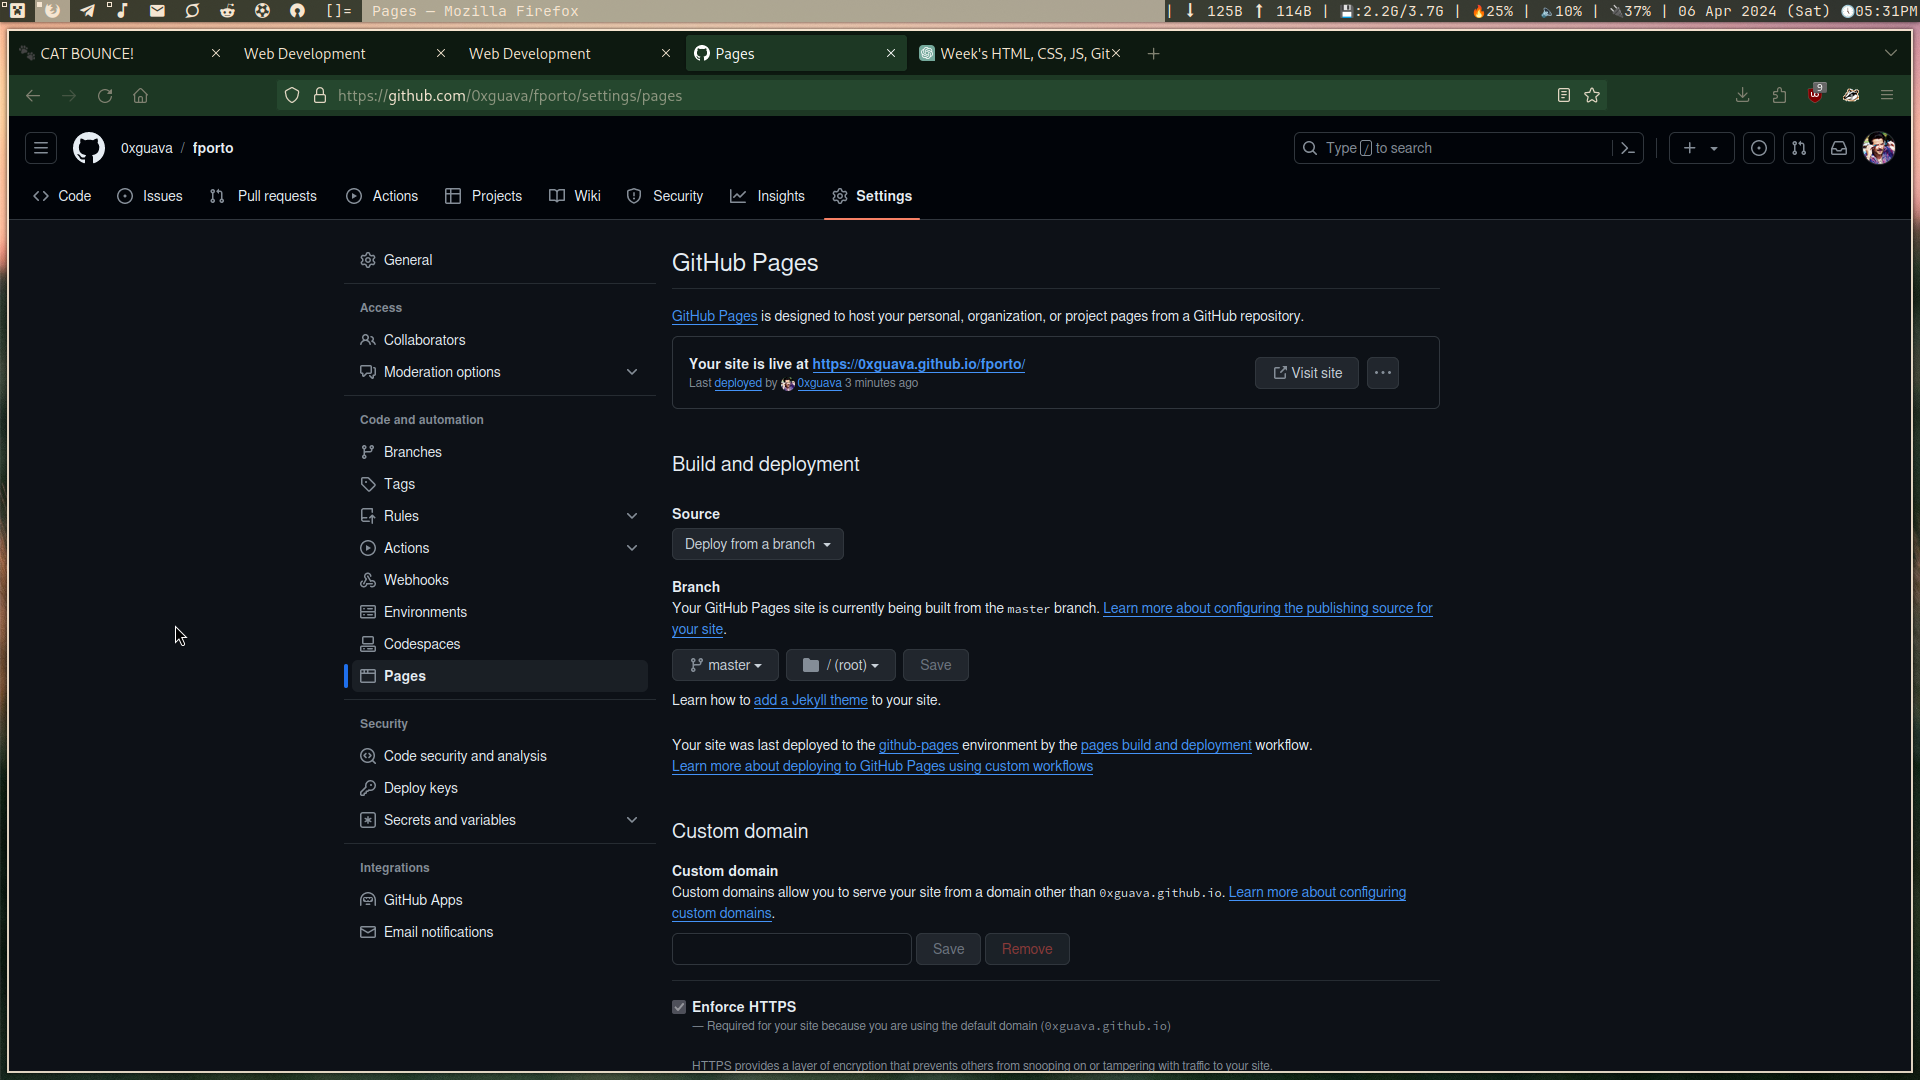 []= Pages — Mozilla Firefox | ↓ 125B ↑ 114B | 💾:2.2G/3.7G | 🔥25% | 🔈10% | 🔌37% | 06 Apr 2024 (Sat) 🕔05:31PM
CAT BOUNCE! Web Development Web Development Pages Week's HTML, CSS, JS, Git
https://github.com/0xguava/fporto/settings/pages
9
0xguava / fporto
Type / to search
Code Issues Pull requests Actions Projects Wiki Security Insights Settings
General
Access
Collaborators
Moderation options
Code and automation
Branches
Tags
Rules
Actions
Webhooks
Environments
Codespaces
Pages
Security
Code security and analysis
Deploy keys
Secrets and variables
Integrations
GitHub Apps
Email notifications
GitHub Pages
GitHub Pages is designed to host your personal, organization, or project pages from a GitHub repository.
Your site is live at https://0xguava.github.io/fporto/
Last deployed by 0xguava 3 minutes ago
Visit site
Build and deployment
Source
Deploy from a branch
Branch
Your GitHub Pages site is currently being built from the master branch. Learn more about configuring the publishing source for
your site.
master / (root) Save
Learn how to add a Jekyll theme to your site.
Your site was last deployed to the github-pages environment by the pages build and deployment workflow.
Learn more about deploying to GitHub Pages using custom workflows
Custom domain
Custom domain
Custom domains allow you to serve your site from a domain other than 0xguava.github.io. Learn more about configuring
custom domains.
Save Remove
Enforce HTTPS
— Required for your site because you are using the default domain (0xguava.github.io)
HTTPS provides a layer of encryption that prevents others from snooping on or tampering with traffic to your site.